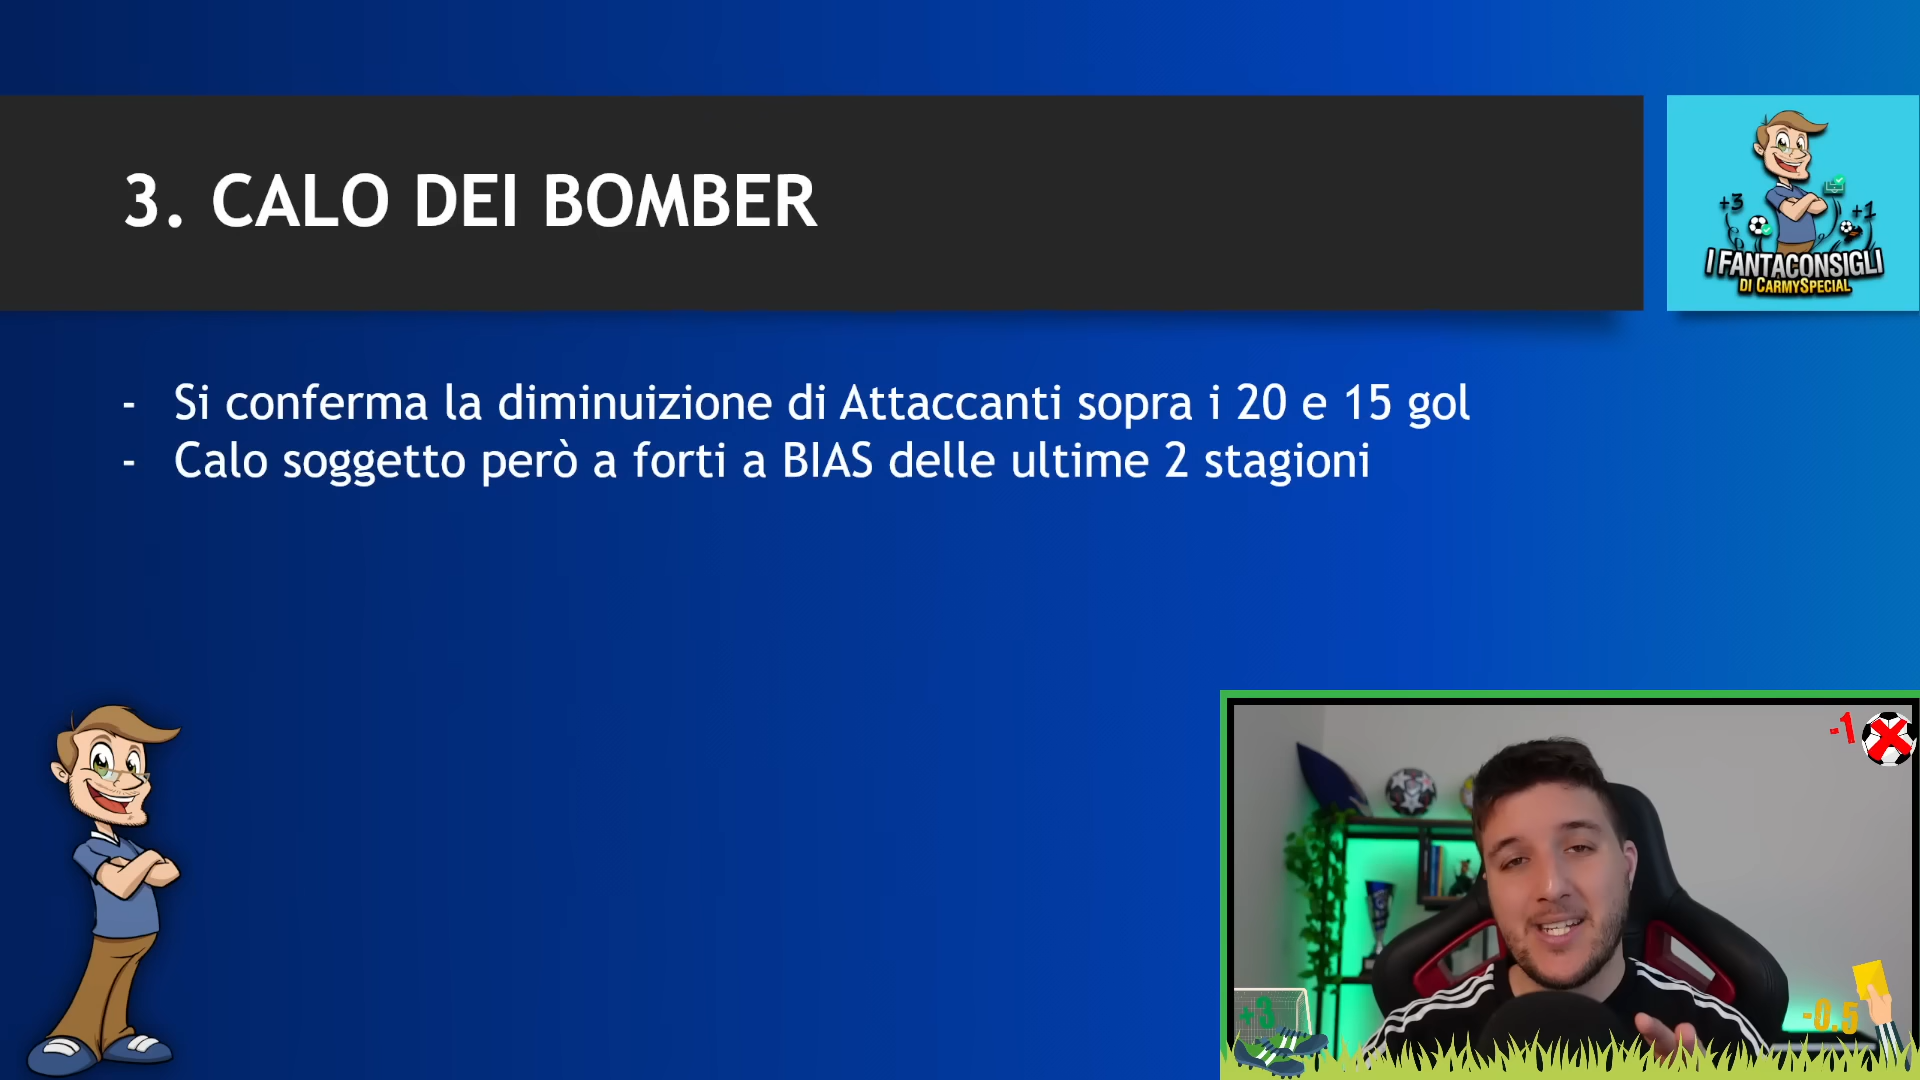 3. CALO DEI BOMBER
+3
+1
I FANTACONSIGLI
DI CARMYSPECIAL
- Si conferma la diminuizione di Attaccanti sopra i 20 e 15 gol
- Calo soggetto però a forti a BIAS delle ultime 2 stagioni
-1
+3
-0.5